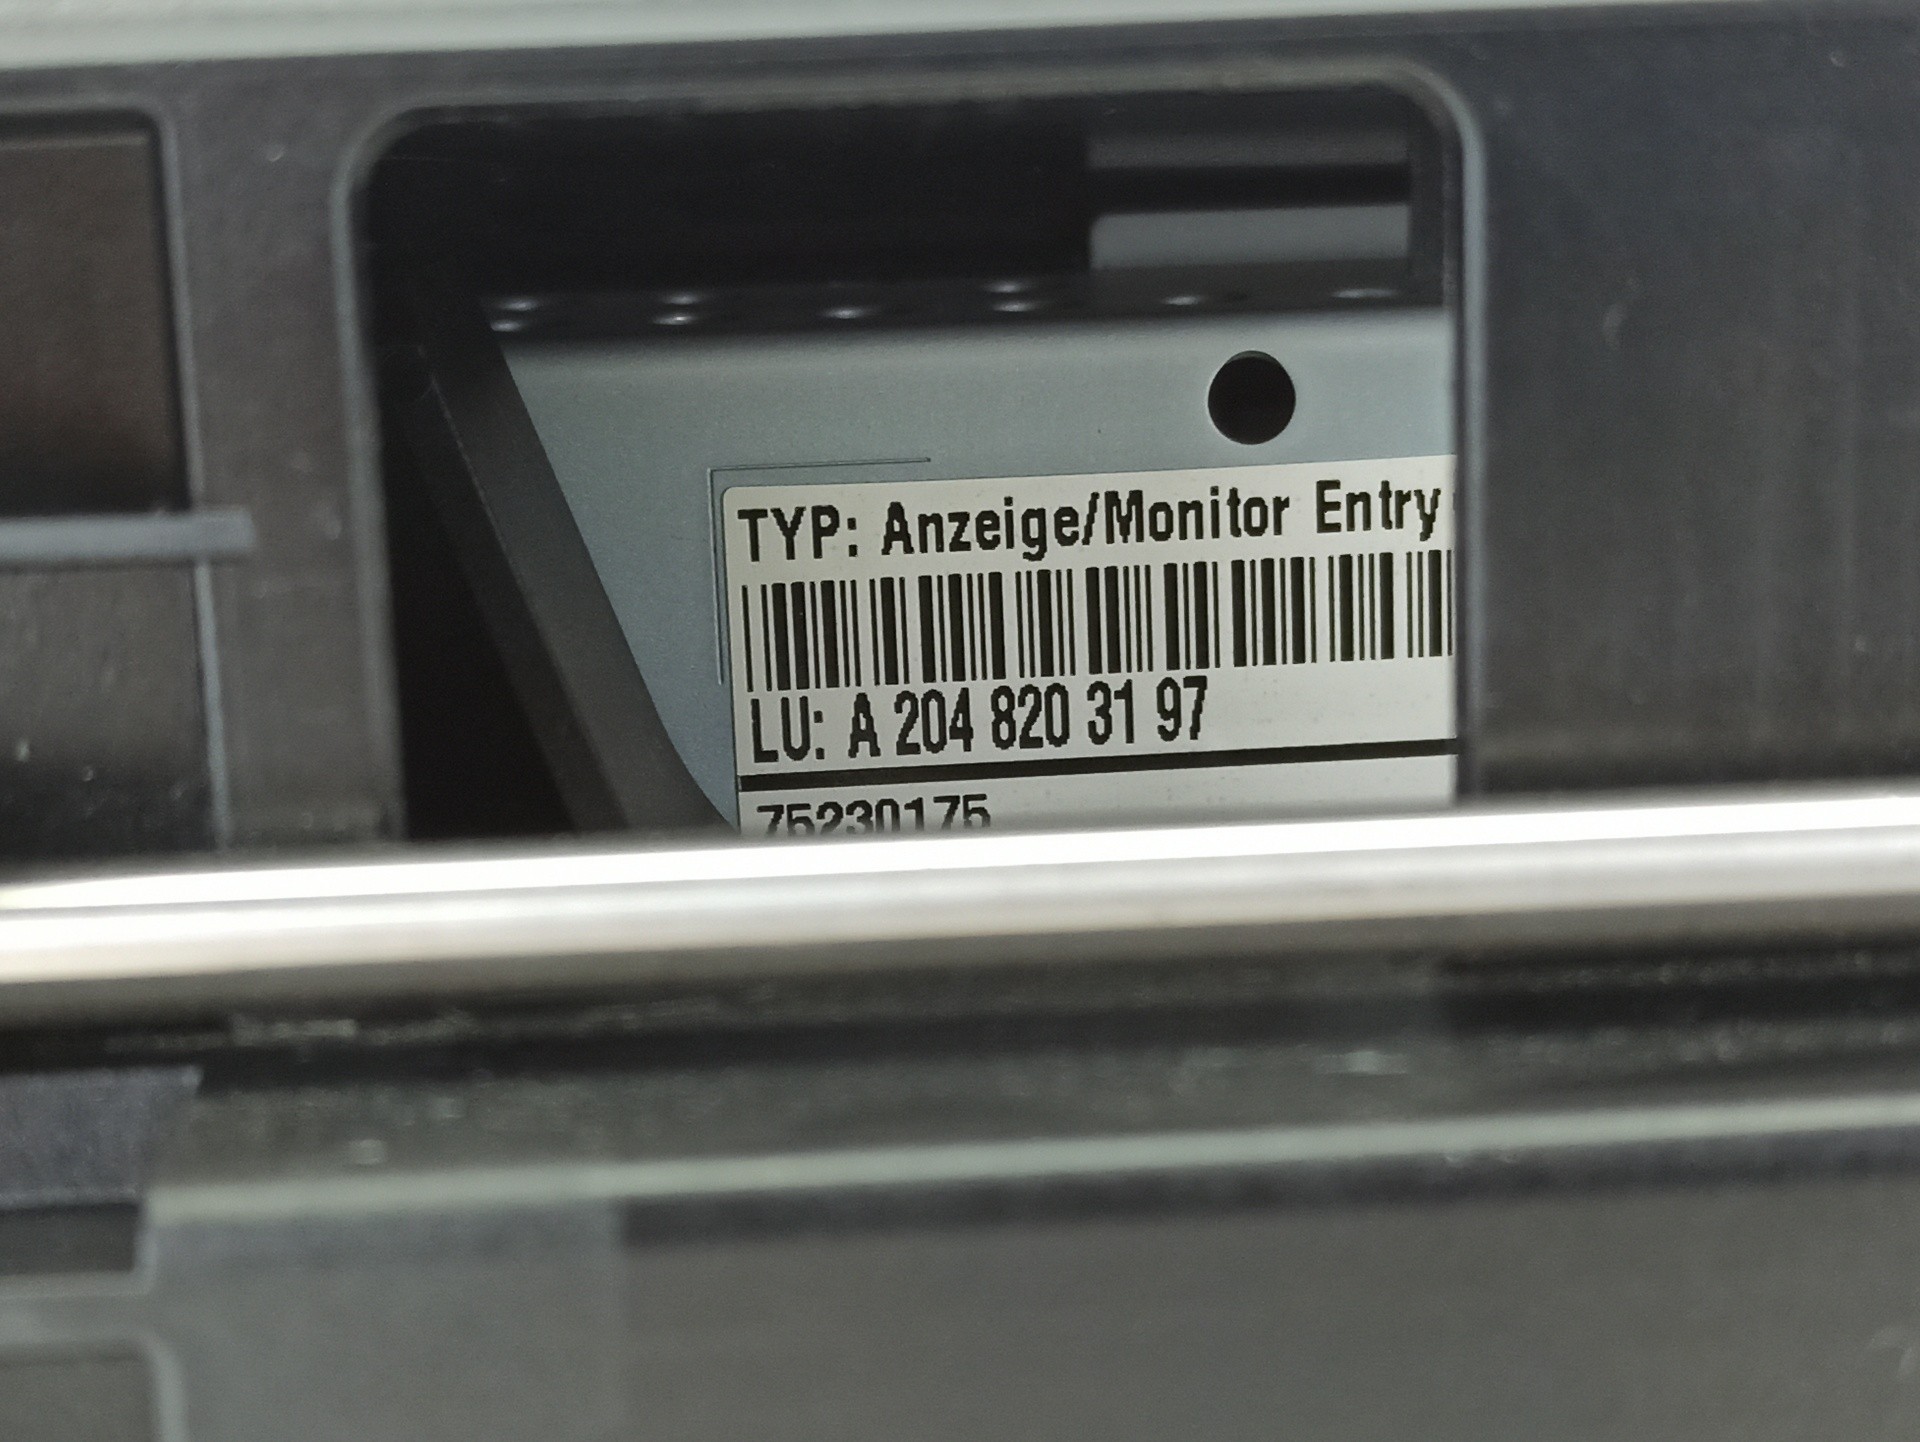 TYP: Anzeige/Monitor Entry
LU: A 204 820 31 97
75230175